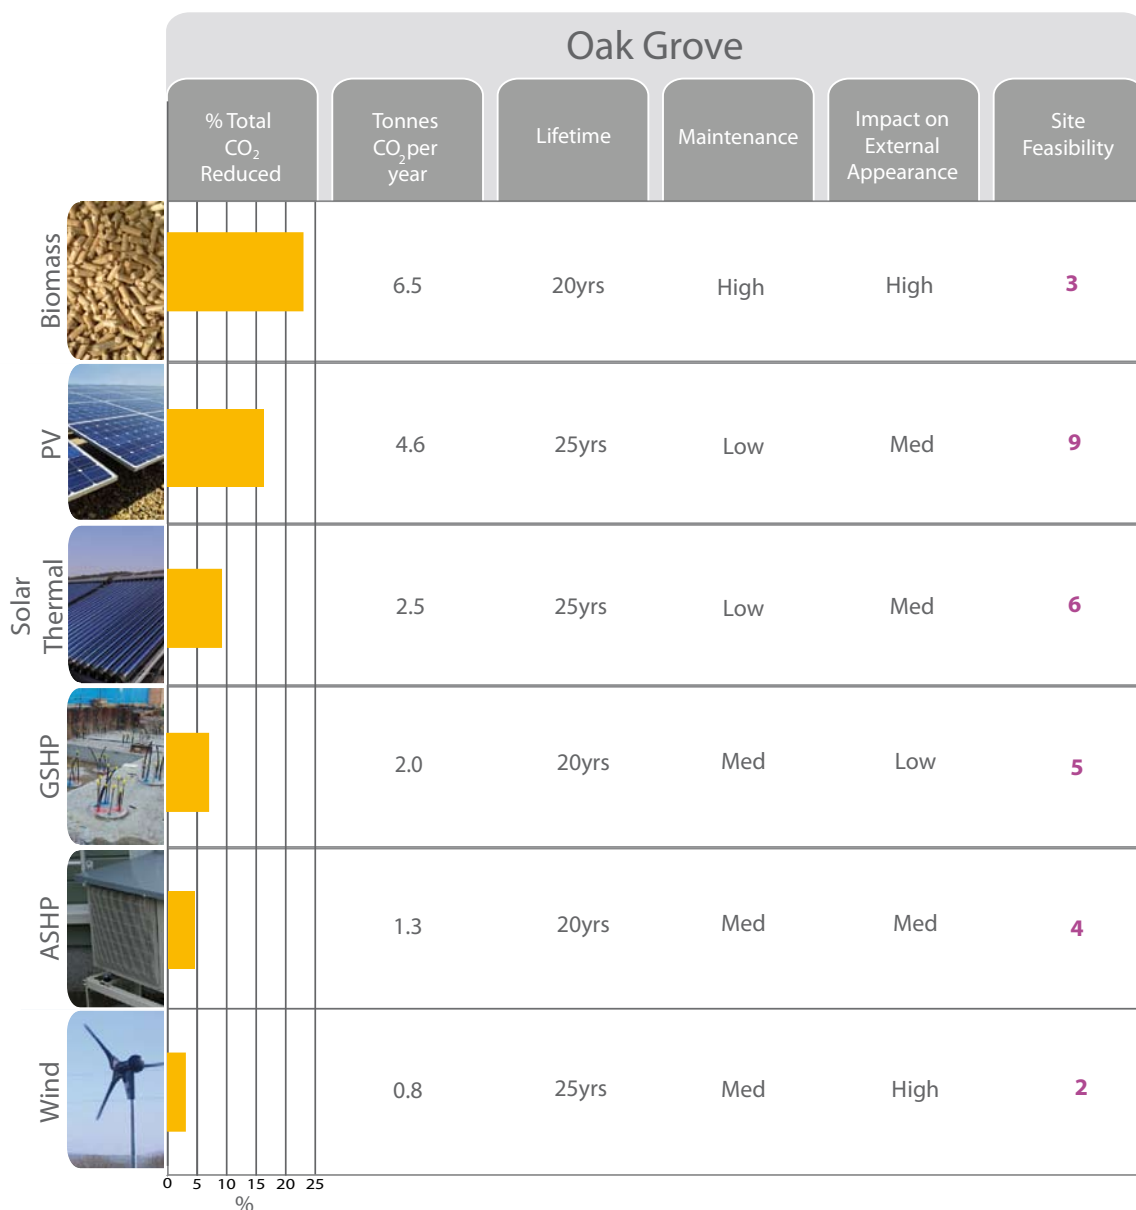 Oak Grove
% Total
CO₂
Reduced
Tonnes
CO₂per
year
Lifetime
Maintenance
Impact on
External
Appearance
Site
Feasibility
Biomass
6.5
20yrs
High
High
3
PV
4.6
25yrs
Low
Med
9
Solar
Thermal
2.5
25yrs
Low
Med
6
GSHP
2.0
20yrs
Med
Low
5
ASHP
1.3
20yrs
Med
Med
4
Wind
0.8
25yrs
Med
High
2
0 5 10 15 20 25
%